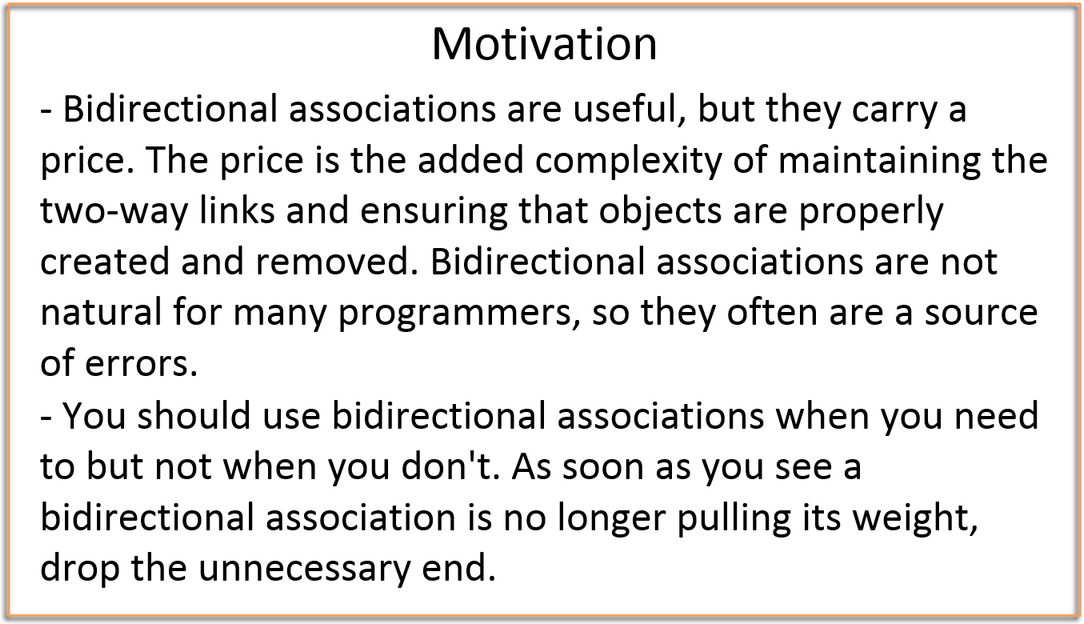 Motivation
- Bidirectional associations are useful, but they carry a
price. The price is the added complexity of maintaining the
two-way links and ensuring that objects are properly
created and removed. Bidirectional associations are not
natural for many programmers, so they often are a source
of errors.
- You should use bidirectional associations when you need
to but not when you don't. As soon as you see a
bidirectional association is no longer pulling its weight,
drop the unnecessary end.